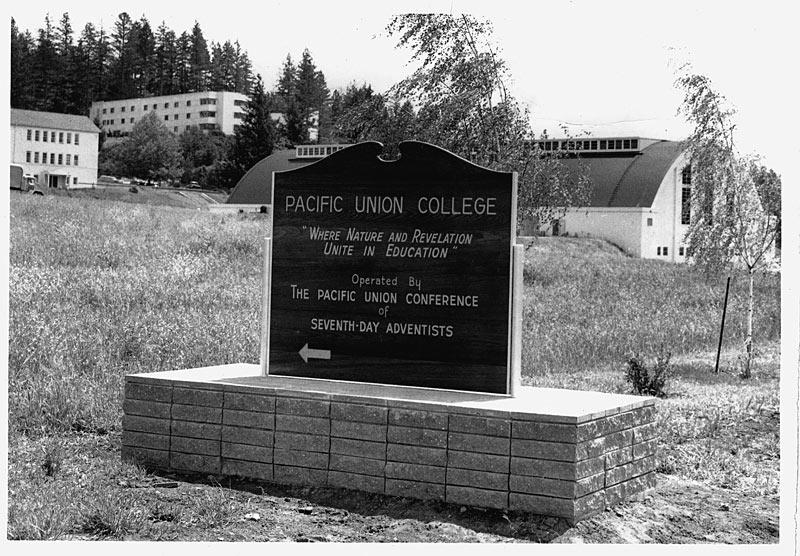 PACIFIC UNION COLLEGE
"WHERE NATURE AND REVELATION
UNITE IN EDUCATION"
Operated By
THE PACIFIC UNION CONFERENCE
of
SEVENTH-DAY ADVENTISTS